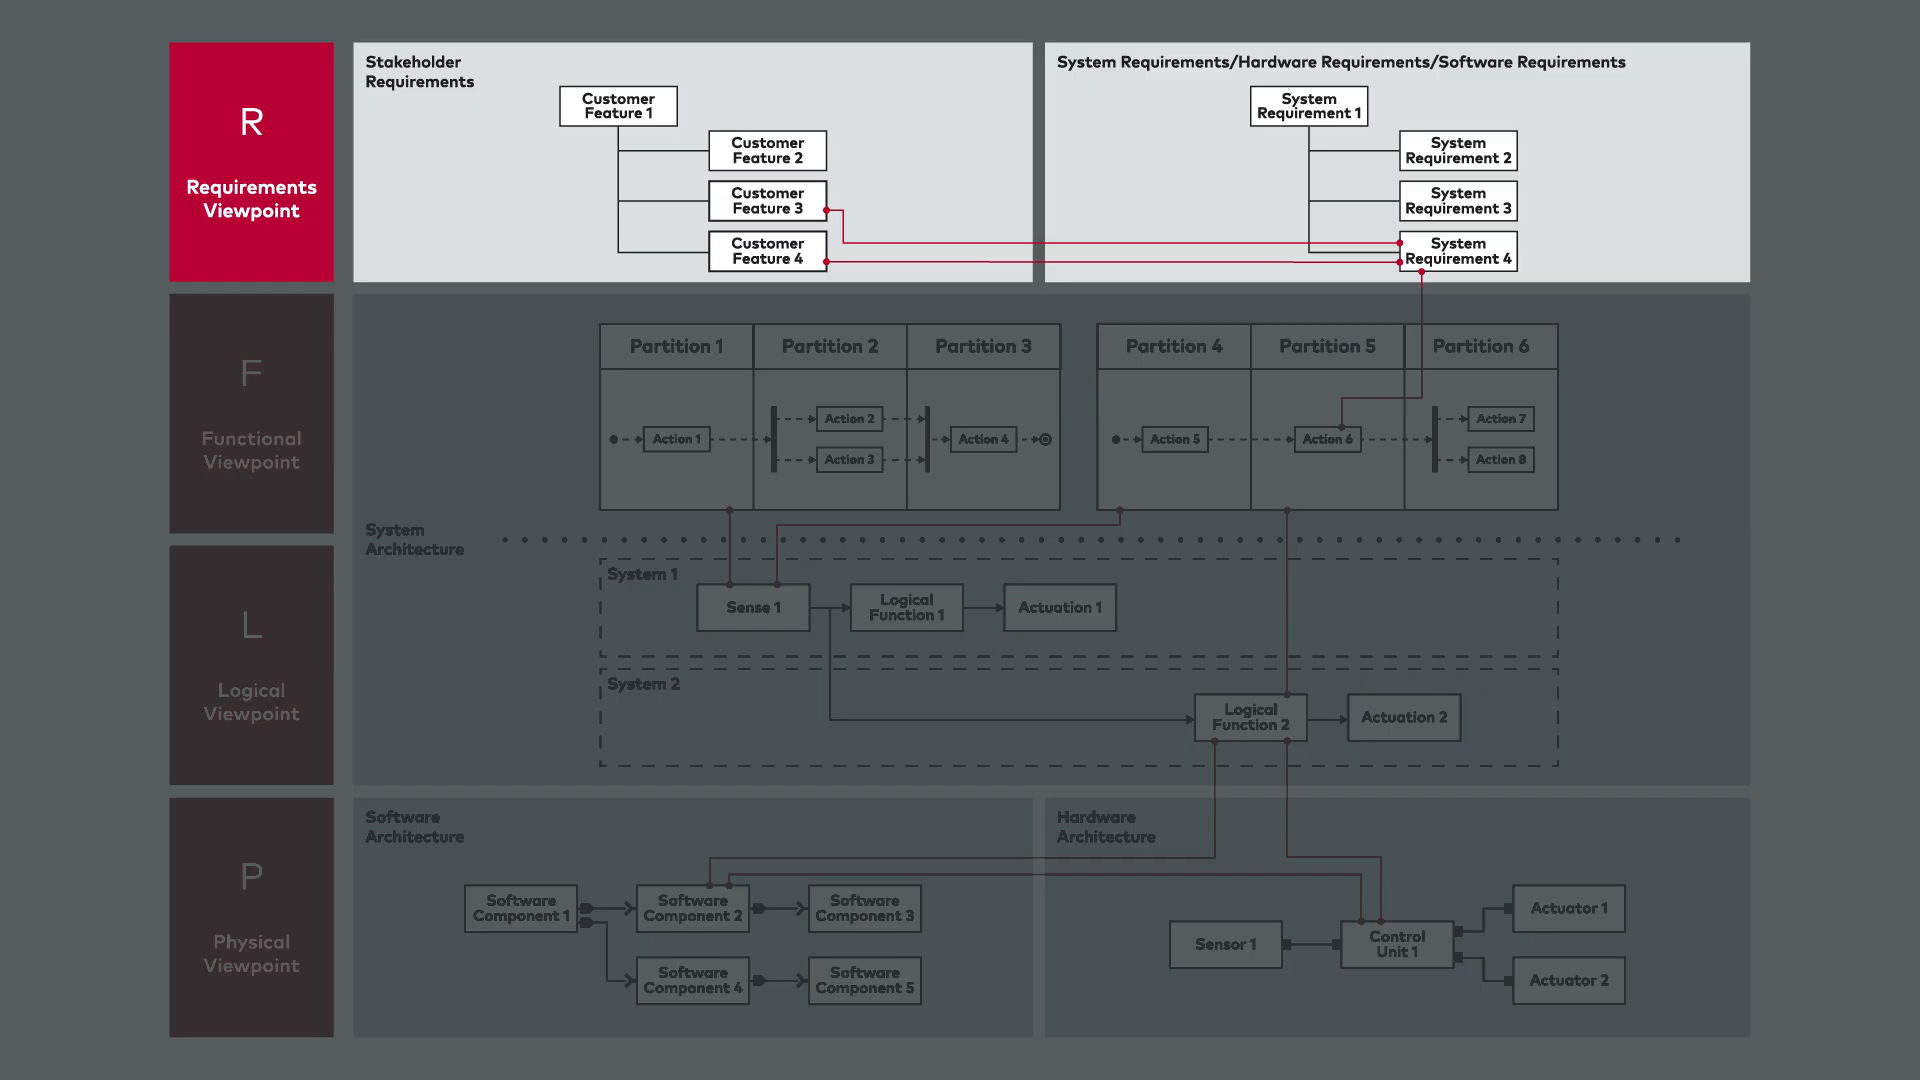 R
Requirements
Viewpoint
Stakeholder
Requirements
Customer
Feature 1
Customer
Feature 2
Customer
Feature 3
Customer
Feature 4
System Requirements/Hardware Requirements/Software Requirements
System
Requirement 1
System
Requirement 2
System
Requirement 3
System
Requirement 4
F
Functional
Viewpoint
Partition 1
Partition 2
Partition 3
Action 1
Action 2
Action 3
Action 4
Partition 4
Partition 5
Partition 6
Action 5
Action 6
Action 7
Action 8
System
Architecture
L
Logical
Viewpoint
System 1
Sense 1
Logical
Function 1
Actuation 1
System 2
Logical
Function 2
Actuation 2
P
Physical
Viewpoint
Software
Architecture
Software
Component 1
Software
Component 2
Software
Component 3
Software
Component 4
Software
Component 5
Hardware
Architecture
Sensor 1
Control
Unit 1
Actuator 1
Actuator 2